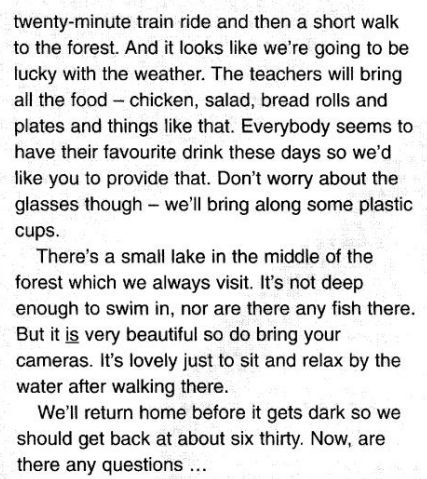 twenty-minute train ride and then a short walk
to the forest. And it looks like we're going to be
lucky with the weather. The teachers will bring
all the food – chicken, salad, bread rolls and
plates and things like that. Everybody seems to
have their favourite drink these days so we'd
like you to provide that. Don't worry about the
glasses though – we'll bring along some plastic
cups.
There's a small lake in the middle of the
forest which we always visit. It's not deep
enough to swim in, nor are there any fish there.
But it is very beautiful so do bring your
cameras. It's lovely just to sit and relax by the
water after walking there.
We'll return home before it gets dark so we
should get back at about six thirty. Now, are
there any questions ...